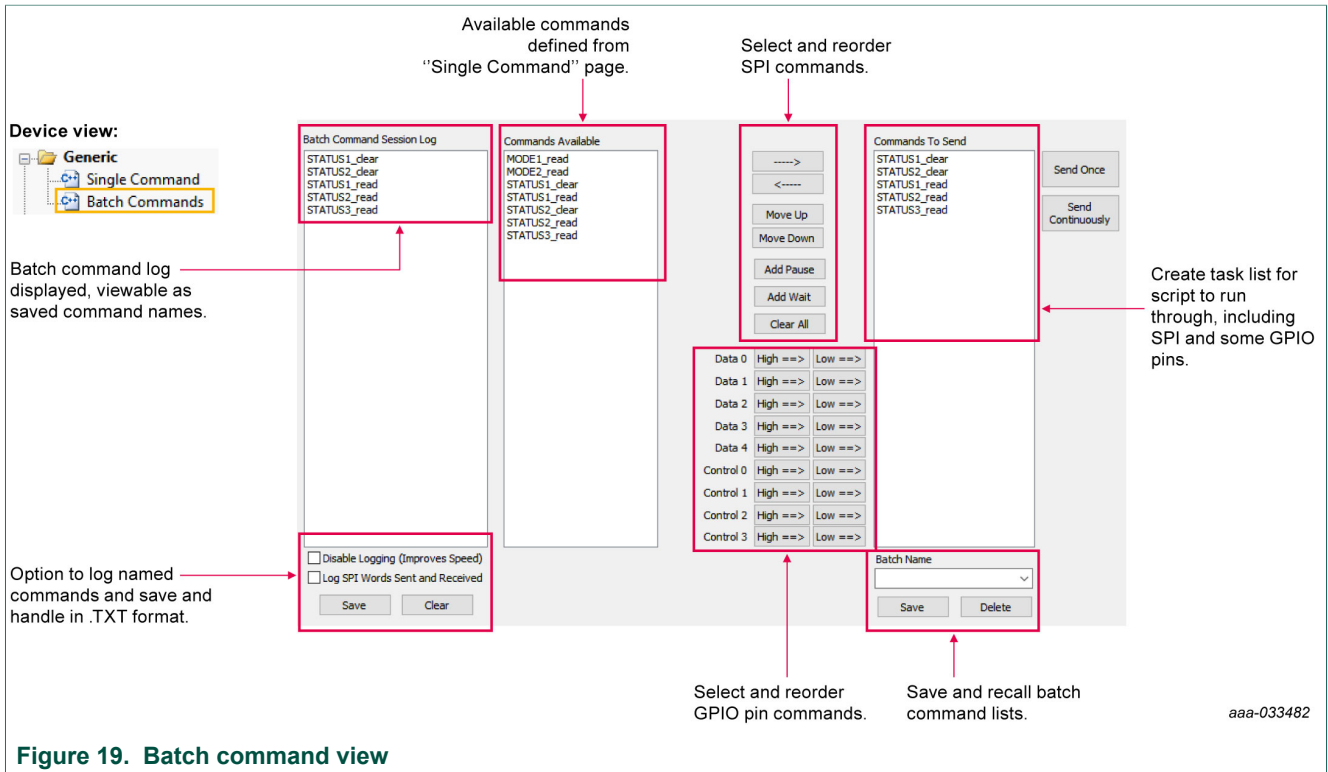 Available commands
defined from
‘‘Single Command’’ page.
Select and reorder
SPI commands.
Device view:
Generic
Single Command
Batch Commands
Batch command log
displayed, viewable as
saved command names.
Option to log named
commands and save and
handle in .TXT format.
Batch Command Session Log
STATUS1_clear
STATUS2_clear
STATUS1_read
STATUS2_read
STATUS3_read
Disable Logging (Improves Speed)
Log SPI Words Sent and Received
Save Clear
Commands Available
MODE1_read
MODE2_read
STATUS1_clear
STATUS1_read
STATUS2_clear
STATUS2_read
STATUS3_read
----->
<-----
Move Up
Move Down
Add Pause
Add Wait
Clear All
Data 0 High ==> Low ==>
Data 1 High ==> Low ==>
Data 2 High ==> Low ==>
Data 3 High ==> Low ==>
Data 4 High ==> Low ==>
Control 0 High ==> Low ==>
Control 1 High ==> Low ==>
Control 2 High ==> Low ==>
Control 3 High ==> Low ==>
Commands To Send
STATUS1_clear
STATUS2_clear
STATUS1_read
STATUS2_read
STATUS3_read
Send Once
Send
Continuously
Batch Name
Save Delete
Create task list for
script to run
through, including
SPI and some GPIO
pins.
Select and reorder
GPIO pin commands.
Save and recall batch
command lists.
aaa-033482
Figure 19. Batch command view